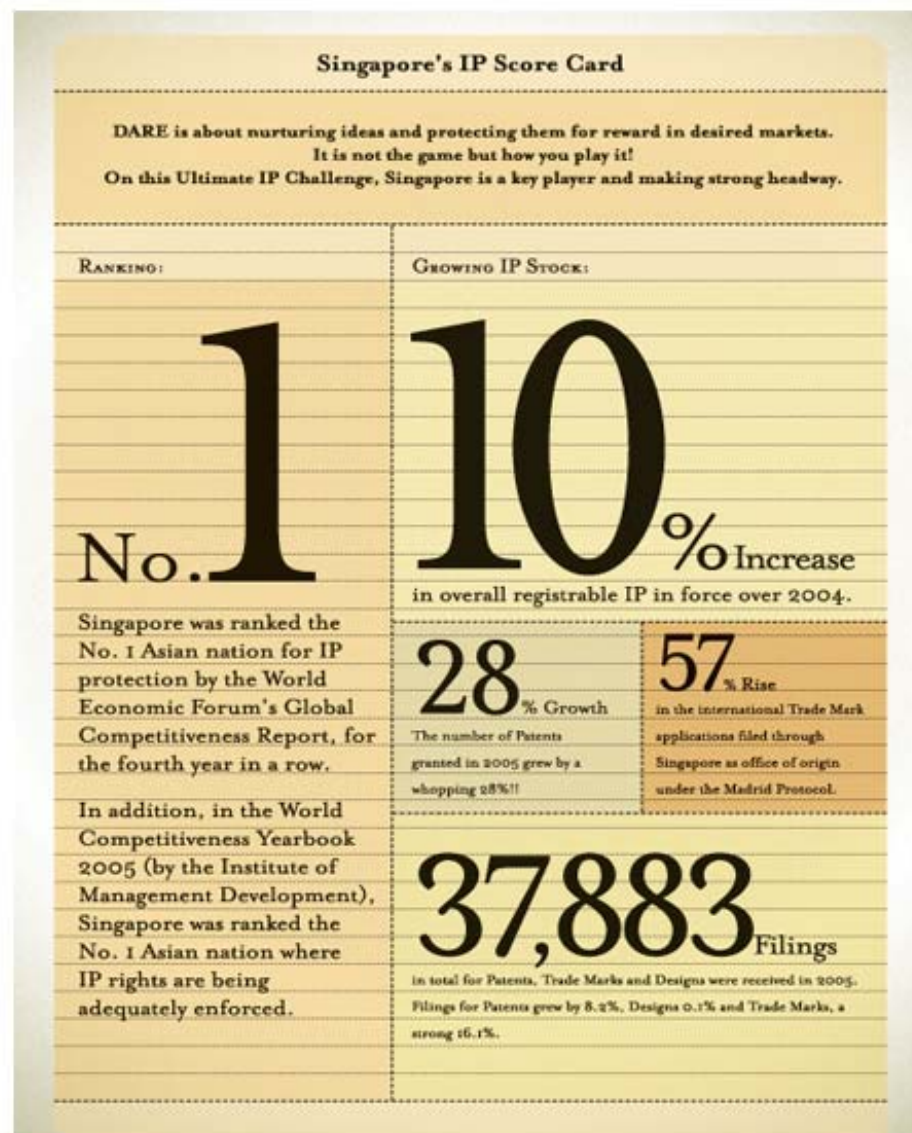 Singapore's IP Score Card
DARE is about nurturing ideas and protecting them for reward in desired markets.
It is not the game but how you play it!
On this Ultimate IP Challenge, Singapore is a key player and making strong headway.
Ranking:
No.1
Singapore was ranked the
No. 1 Asian nation for IP
protection by the World
Economic Forum's Global
Competitiveness Report, for
the fourth year in a row.
In addition, in the World
Competitiveness Yearbook
2005 (by the Institute of
Management Development),
Singapore was ranked the
No. 1 Asian nation where
IP rights are being
adequately enforced.
Growing IP Stock:
10% Increase
in overall registrable IP in force over 2004.
28% Growth
The number of Patents
granted in 2005 grew by a
whopping 28%!!
57% Rise
in the international Trade Mark
applications filed through
Singapore as office of origin
under the Madrid Protocol.
37,883 Filings
in total for Patents, Trade Marks and Designs were received in 2005.
Filings for Patents grew by 8.2%, Designs 0.1% and Trade Marks, a
strong 16.1%.